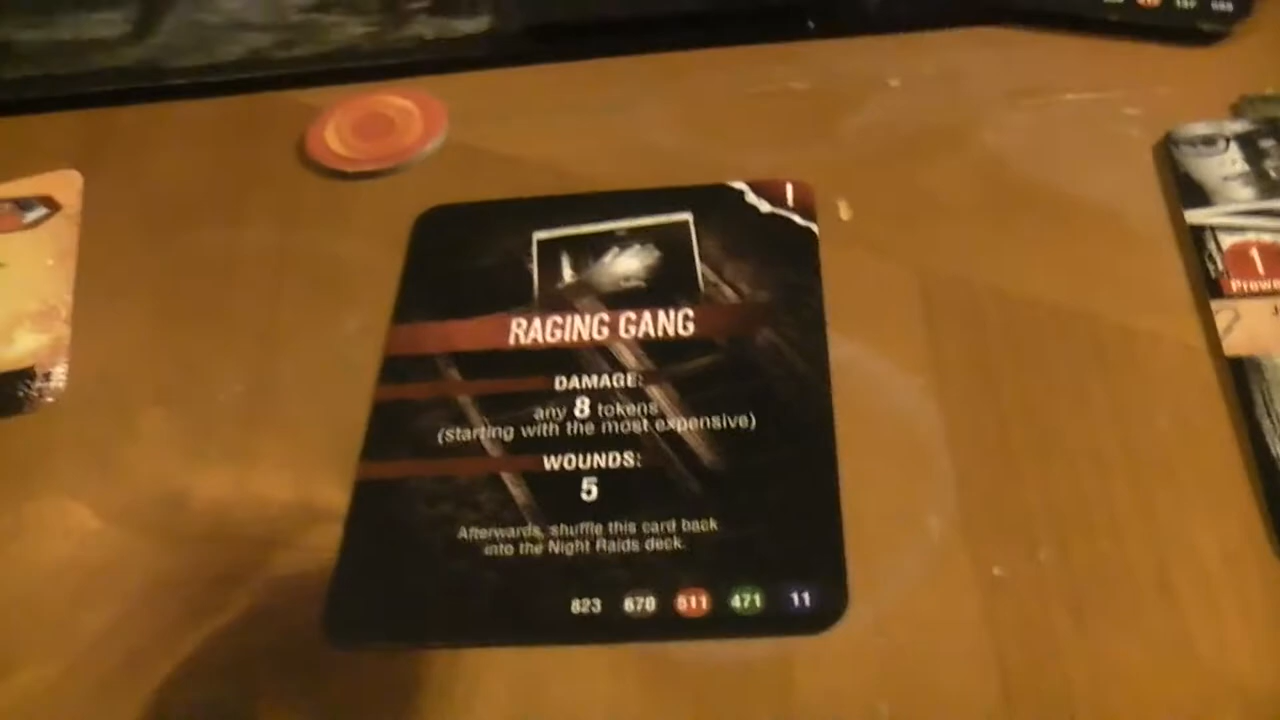 !
RAGING GANG
DAMAGE:
any 8 tokens
(starting with the most expensive)
WOUNDS:
5
Afterwards, shuffle this card back
into the Night Raids deck.
823 670 511 471 11
1